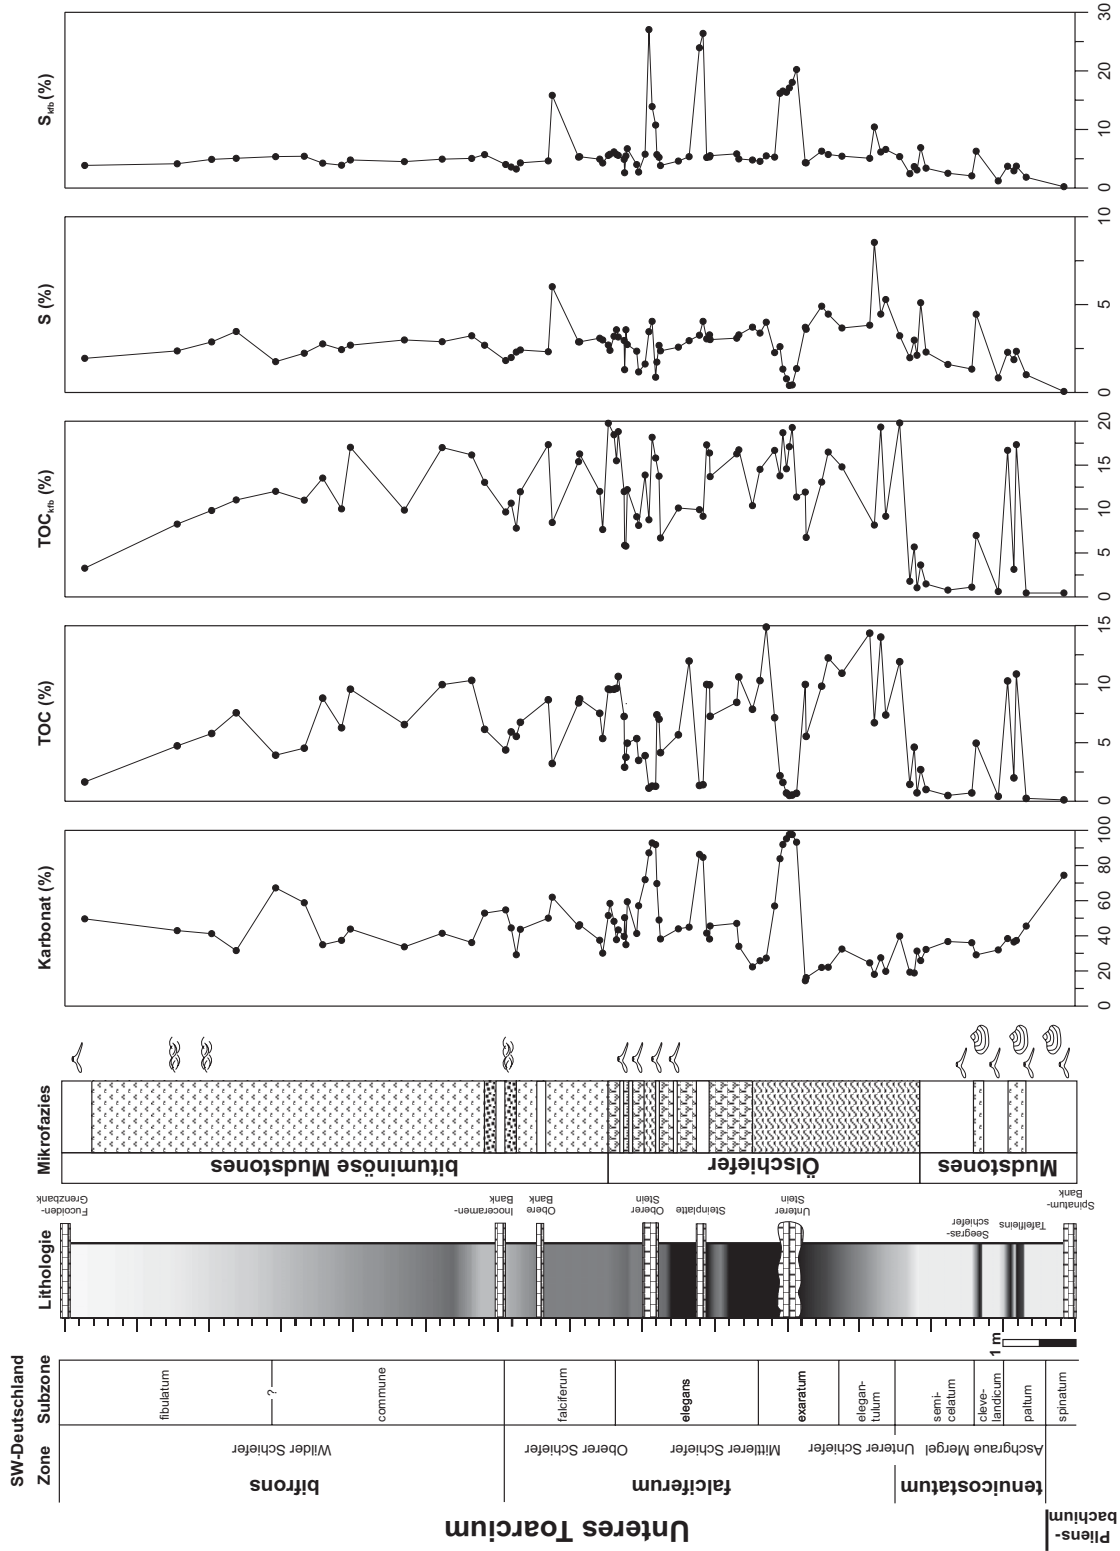 S kfb (%)
30
20
10
0
S (%)
10
5
0
TOC kfb (%)
20
15
10
5
0
TOC (%)
15
10
5
0
Karbonat (%)
100
80
60
40
20
0
Mikrofazies
bituminöse Mudstones
Ölschiefer
Mudstones
Fucoiden-
Grenzbank
Inoceramen-
Bank
Obere
Bank
Oberer
Stein
Steinplatte
Unterer
Stein
Seegras-
schiefer
Tafelfleins
Spinatum-
Bank
Lithologie
1 m
SW-Deutschland
Subzone
fibulatum
?
commune
falciferum
elegans
exaratum
elegan-
tulum
semi-
celatum
cleve-
landicum
paltum
spinatum
Zone
Wilder Schiefer
Oberer Schiefer
Mittlerer Schiefer
Unterer Schiefer
Aschgraue Mergel
bifrons
falciferum
tenuicostatum
Unteres Toarcium
Pliens-
bachium